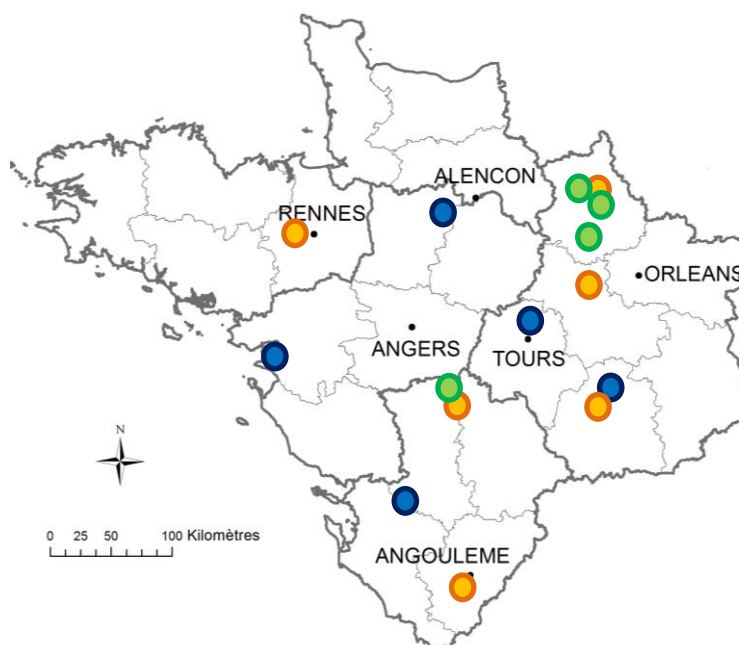 ALENCON
RENNES
ORLEANS
ANGERS
TOURS
N
0 25 50 100 Kilomètres
ANGOULEME